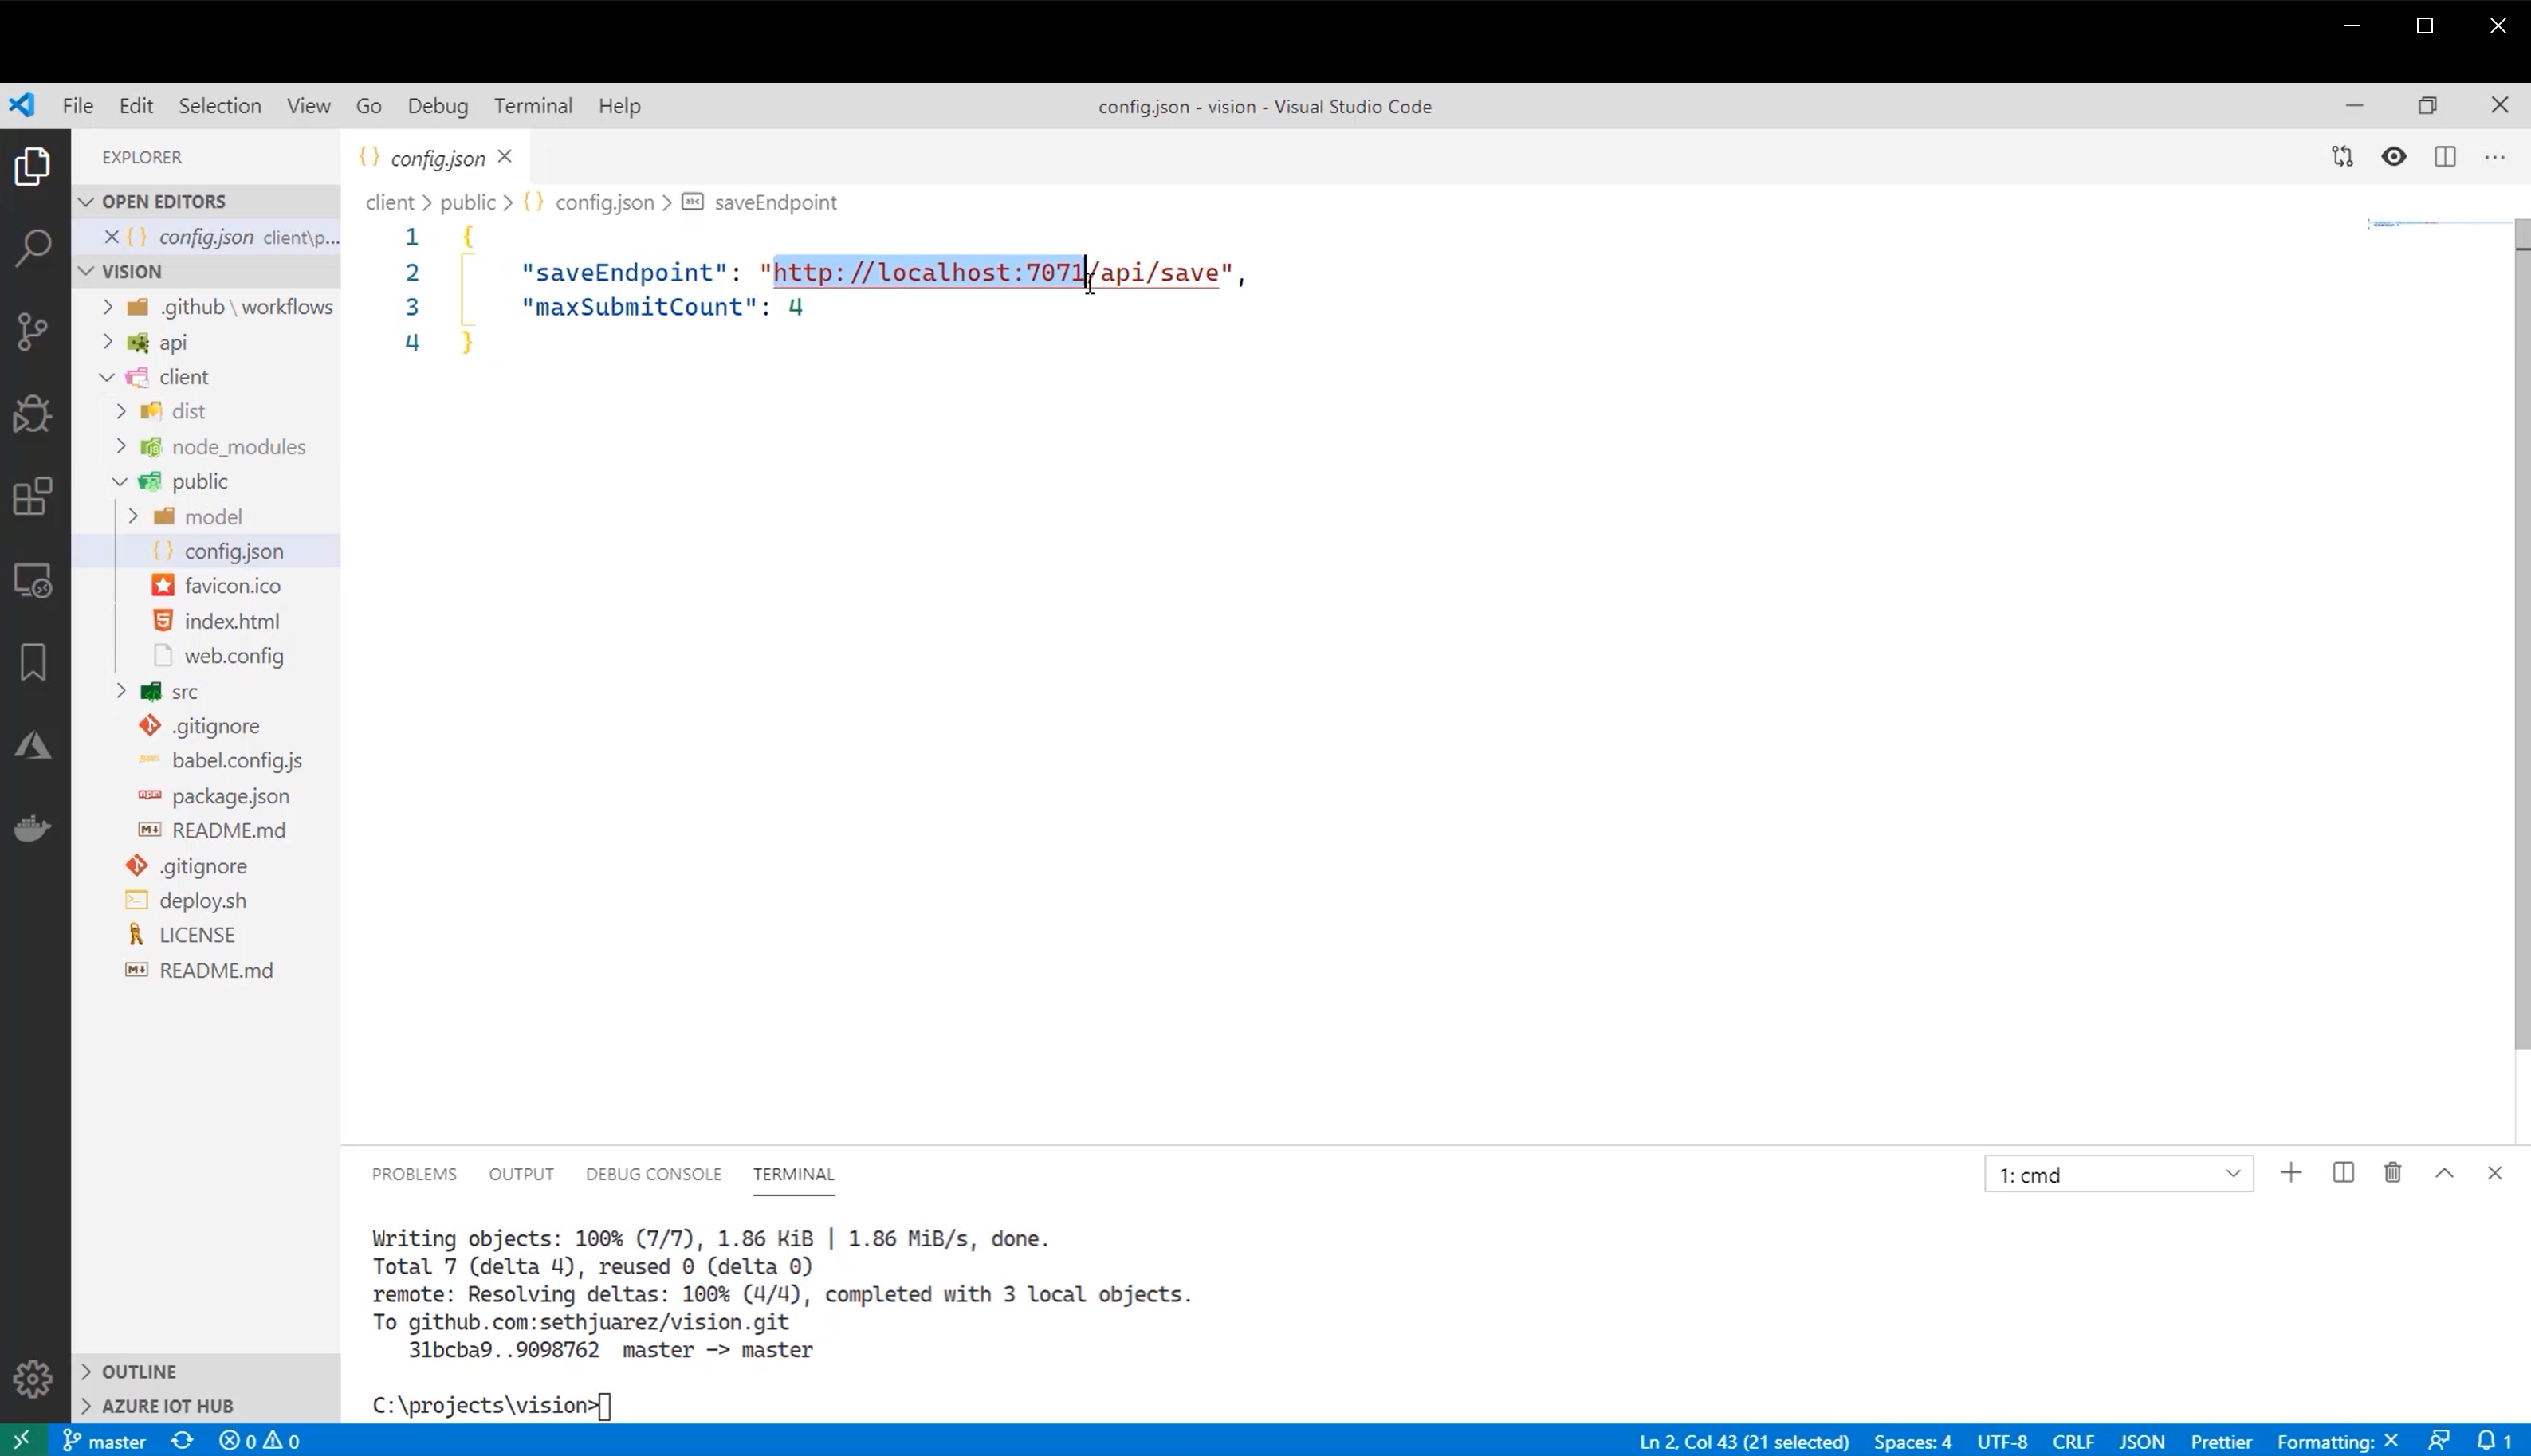 File Edit Selection View Go Debug Terminal Help
config.json - vision - Visual Studio Code
EXPLORER
OPEN EDITORS
config.json client\p...
VISION
.github \ workflows
api
client
dist
node_modules
public
model
config.json
favicon.ico
index.html
web.config
src
.gitignore
babel.config.js
package.json
README.md
.gitignore
deploy.sh
LICENSE
README.md
OUTLINE
AZURE IOT HUB
config.json
client > public > {} config.json > saveEndpoint
1 {
2 "saveEndpoint": "http://localhost:7071/api/save",
3 "maxSubmitCount": 4
4 }
PROBLEMS OUTPUT DEBUG CONSOLE TERMINAL
1: cmd
Writing objects: 100% (7/7), 1.86 KiB | 1.86 MiB/s, done.
Total 7 (delta 4), reused 0 (delta 0)
remote: Resolving deltas: 100% (4/4), completed with 3 local objects.
To github.com:sethjuarez/vision.git
31bcba9..9098762 master -> master
C:\projects\vision>
master 0 0 Ln 2, Col 43 (21 selected) Spaces: 4 UTF-8 CRLF JSON Prettier Formatting: × 1